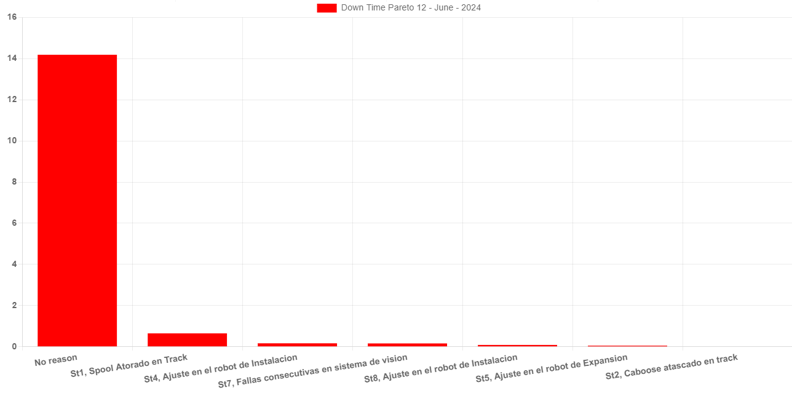 Down Time Pareto 12 - June - 2024
16
14
12
10
8
6
4
2
0
No reason
St1, Spool Atorado en Track
St4, Ajuste en el robot de Instalacion
St7, Fallas consecutivas en sistema de vision
St8, Ajuste en el robot de Instalacion
St5, Ajuste en el robot de Expansion
St2, Caboose atascado en track